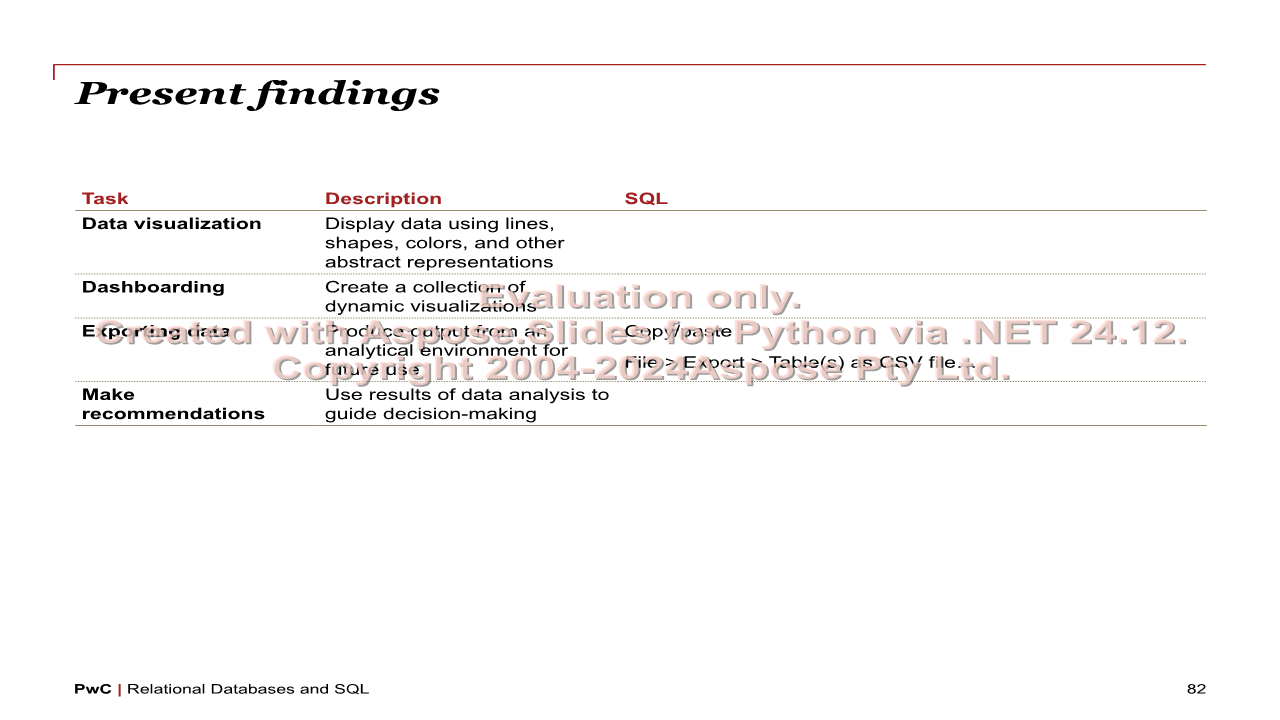 Present findings
Task Description SQL
Data visualization Display data using lines,
shapes, colors, and other
abstract representations
Dashboarding Create a collection of
dynamic visualizations
Evaluation only.
Exporting data Produce output from an Copy/paste
Created with Aspose.Slides for Python via .NET 24.12.
analytical environment for
File > Export > Table(s) as CSV file…
future use
Copyright 2004-2024Aspose Pty Ltd.
Make Use results of data analysis to
recommendations guide decision-making
PwC | Relational Databases and SQL 82